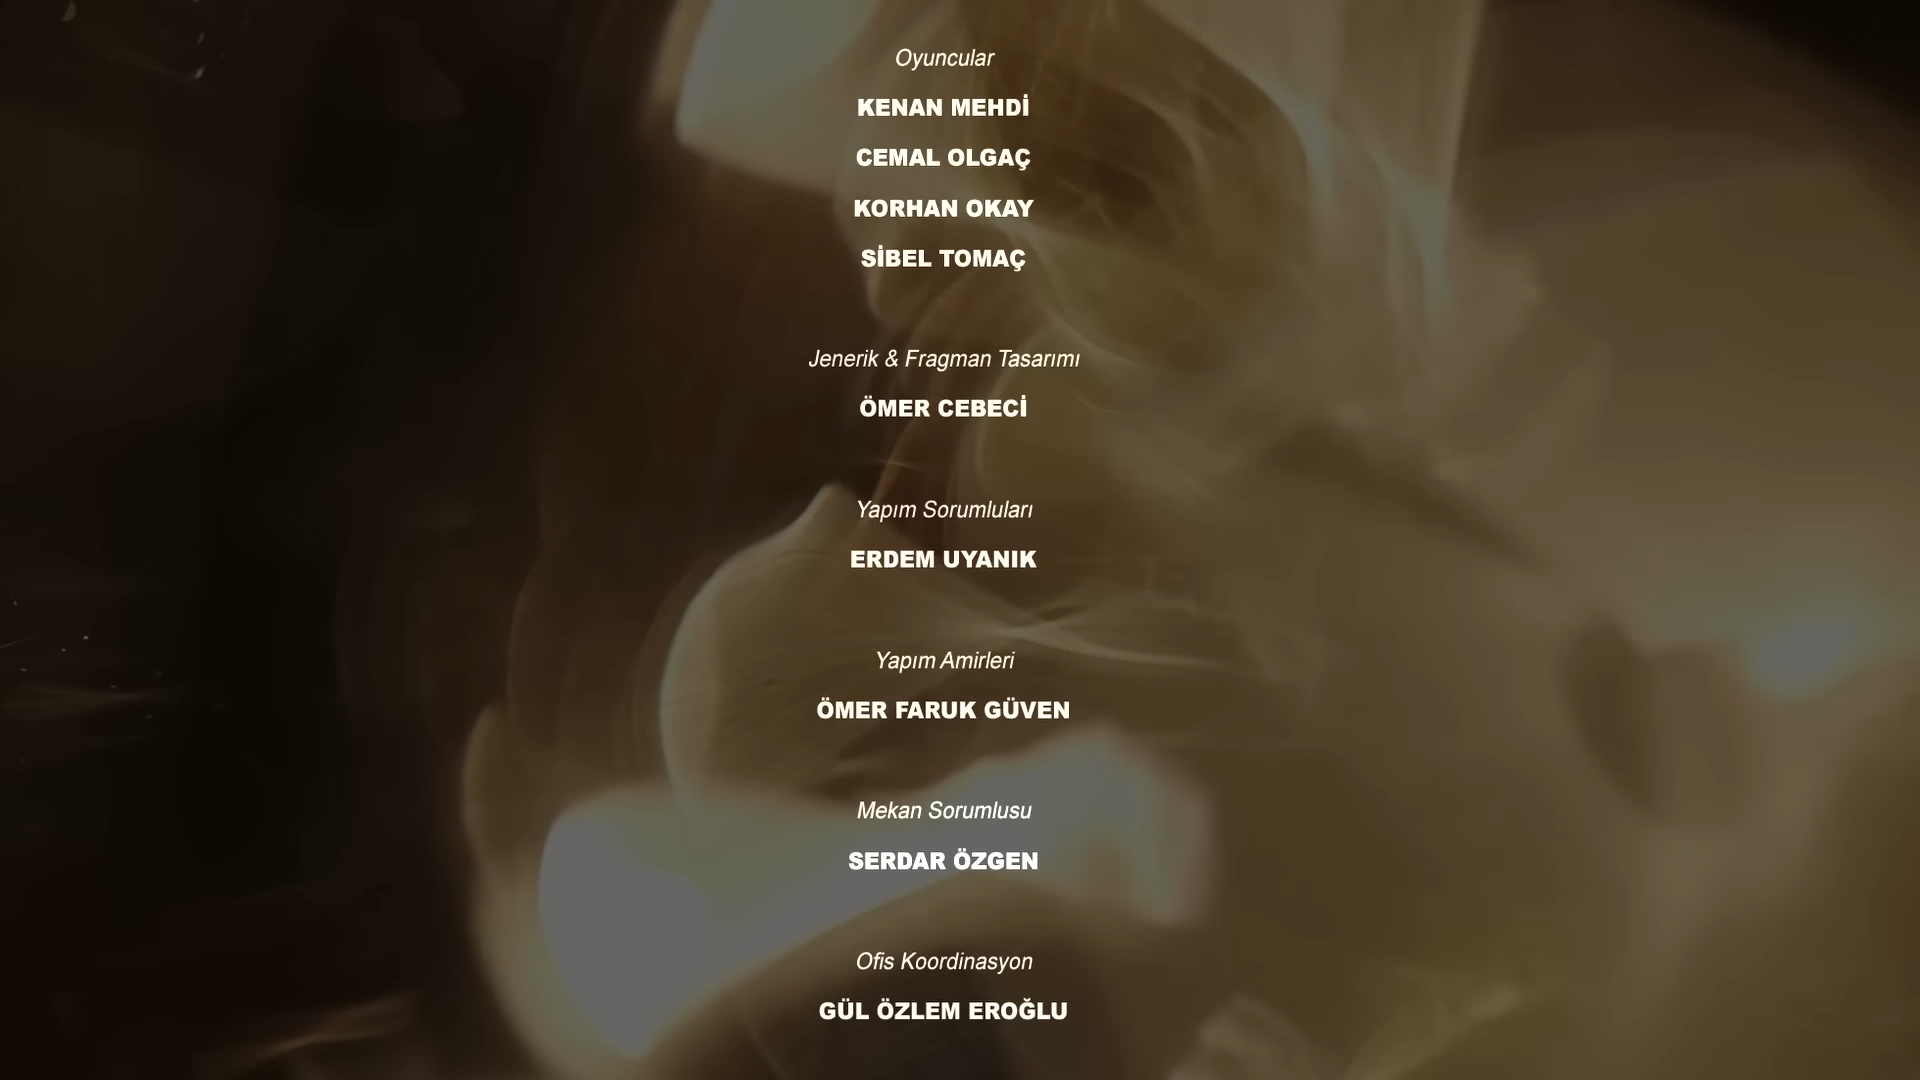 Oyuncular
KENAN MEHDİ
CEMAL OLGAÇ
KORHAN OKAY
SİBEL TOMAÇ
Jenerik & Fragman Tasarımı
ÖMER CEBECİ
Yapım Sorumluları
ERDEM UYANIK
Yapım Amirleri
ÖMER FARUK GÜVEN
Mekan Sorumlusu
SERDAR ÖZGEN
Ofis Koordinasyon
GÜL ÖZLEM EROĞLU